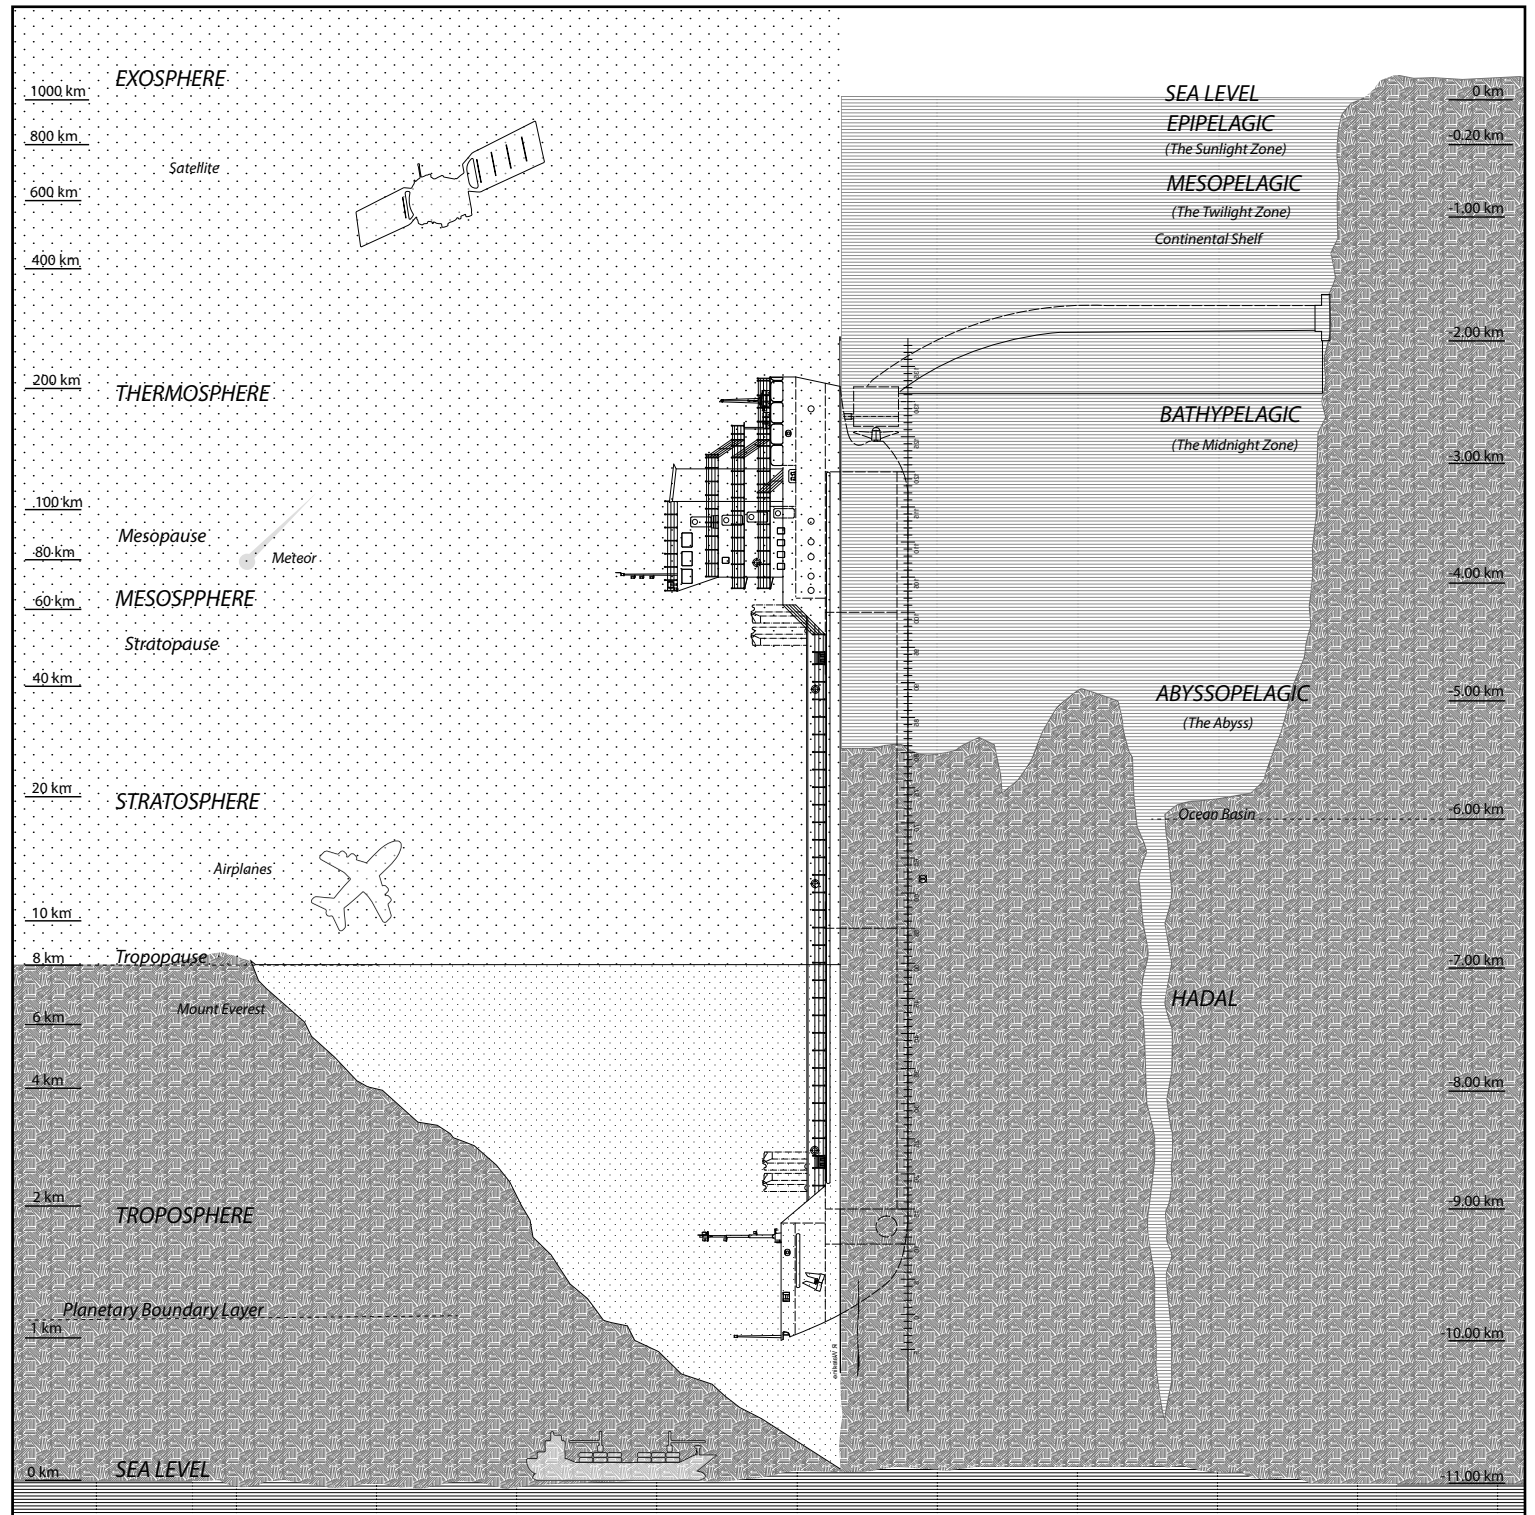 EXOSPHERE
1000 km
800 km
Satellite
600 km
400 km
200 km
THERMOSPHERE
100 km
Mesopause
80 km
Meteor
MESOSPPHERE
60 km
Stratopause
40 km
20 km
STRATOSPHERE
Airplanes
10 km
Tropopause
8 km
Mount Everest
6 km
4 km
2 km
TROPOSPHERE
Planetary Boundary Layer
1 km
SEA LEVEL
0 km
SEA LEVEL
0 km
EPIPELAGIC
-0.20 km
(The Sunlight Zone)
MESOPELAGIC
(The Twilight Zone)
-1.00 km
Continental Shelf
-2.00 km
BATHYPELAGIC
(The Midnight Zone)
-3.00 km
-4.00 km
ABYSSOPELAGIC
-5.00 km
(The Abyss)
-6.00 km
Ocean Basin
-7.00 km
HADAL
-8.00 km
-9.00 km
-10.00 km
-11.00 km